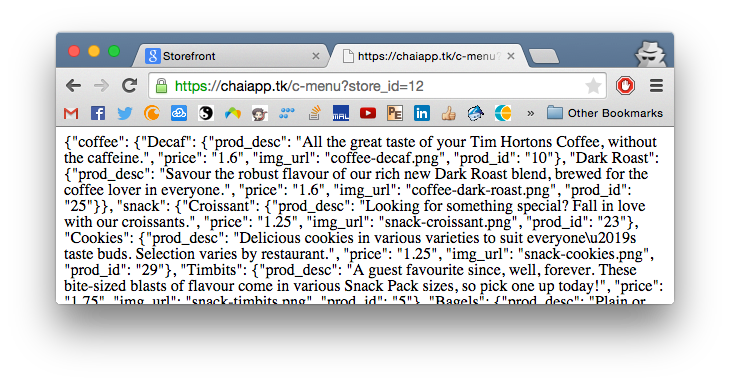 Storefront
https://chaiapp.tk/c-menu?
https://chaiapp.tk/c-menu?store_id=12
MAL
PE
in
» Other Bookmarks
{"coffee": {"Decaf": {"prod_desc": "All the great taste of your Tim Hortons Coffee, without
the caffeine.", "price": "1.6", "img_url": "coffee-decaf.png", "prod_id": "10"}, "Dark Roast":
{"prod_desc": "Savour the robust flavour of our rich new Dark Roast blend, brewed for the
coffee lover in everyone.", "price": "1.6", "img_url": "coffee-dark-roast.png", "prod_id":
"25"}}, "snack": {"Croissant": {"prod_desc": "Looking for something special? Fall in love
with our croissants.", "price": "1.25", "img_url": "snack-croissant.png", "prod_id": "23"},
"Cookies": {"prod_desc": "Delicious cookies in various varieties to suit everyone\u2019s
taste buds. Selection varies by restaurant.", "price": "1.25", "img_url": "snack-cookies.png",
"prod_id": "29"}, "Timbits": {"prod_desc": "A guest favourite since, well, forever. These
bite-sized blasts of flavour come in various Snack Pack sizes, so pick one up today!", "price":
"1.75", "img_url": "snack-timbits.png", "prod_id": "5"}, "Bagels": {"prod_desc": "Plain or